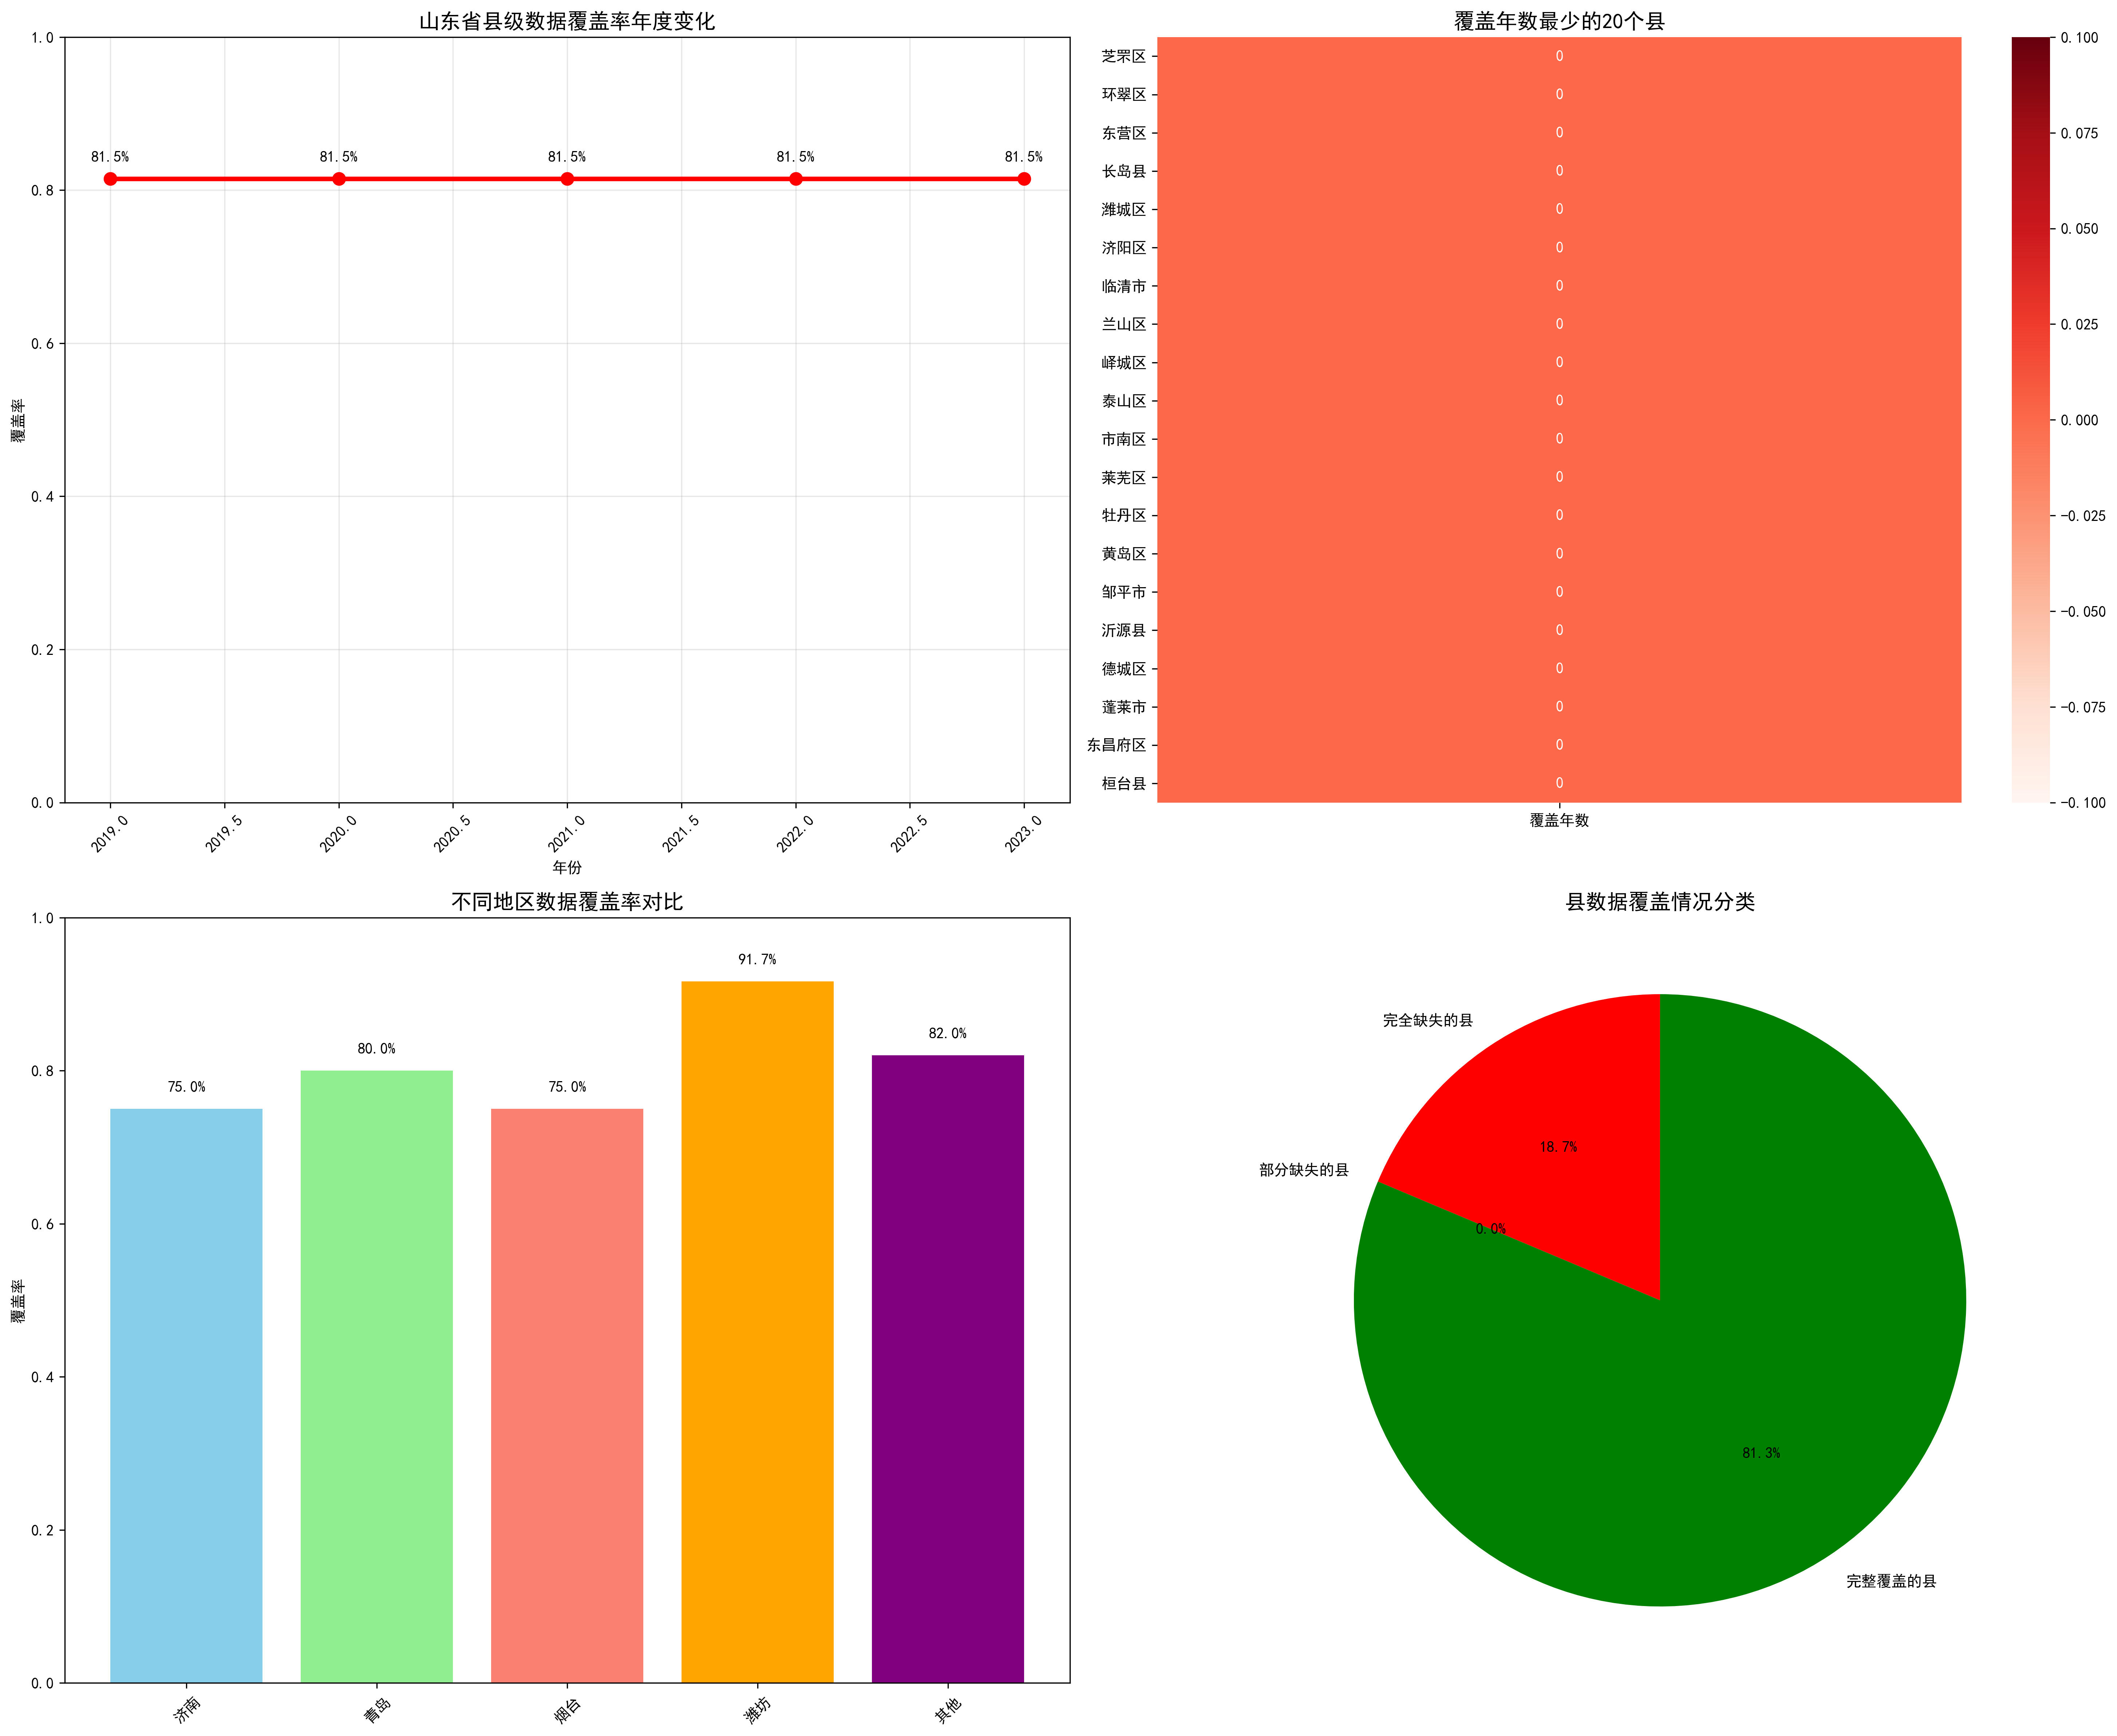 山东省县级数据覆盖率年度变化
1.0
0.8
0.6
0.4
0.2
0.0
覆盖率
81.5% 81.5% 81.5% 81.5% 81.5%
2019.0 2019.5 2020.0 2020.5 2021.0 2021.5 2022.0 2022.5 2023.0
年份
覆盖年数最少的20个县
芝罘区 0
环翠区 0
东营区 0
长岛县 0
潍城区 0
济阳区 0
临清市 0
兰山区 0
峄城区 0
泰山区 0
市南区 0
莱芜区 0
牡丹区 0
黄岛区 0
邹平市 0
沂源县 0
德城区 0
蓬莱市 0
东昌府区 0
桓台县 0
覆盖年数
0.100
0.075
0.050
0.025
0.000
−0.025
−0.050
−0.075
−0.100
不同地区数据覆盖率对比
1.0
0.8
0.6
0.4
0.2
0.0
覆盖率
75.0% 80.0% 75.0% 91.7% 82.0%
济南 青岛 烟台 潍坊 其他
县数据覆盖情况分类
完全缺失的县
18.7%
部分缺失的县
0.0%
81.3%
完整覆盖的县